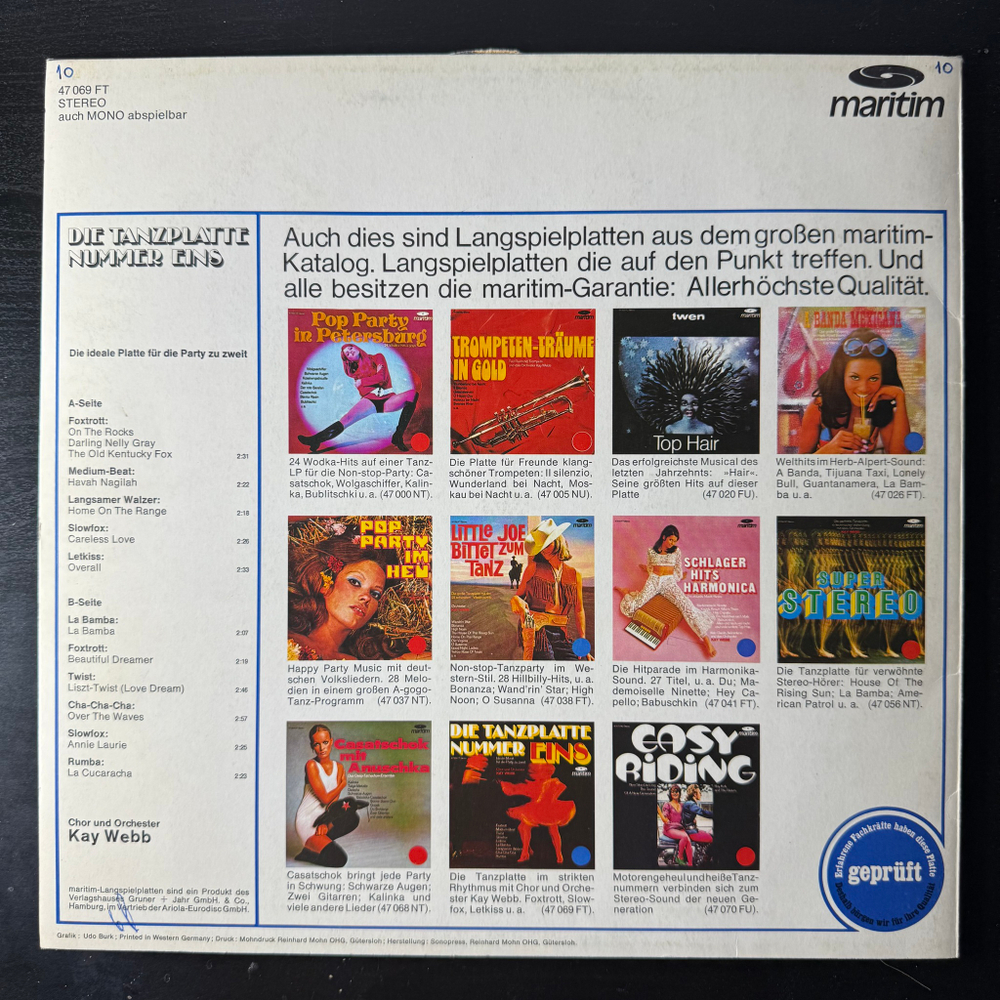 10
47 069 FT
STEREO
auch MONO abspielbar
10
maritim
DIE TANZPLATTE
NUMMER EINS
Die ideale Platte für die Party zu zweit
A-Seite
Foxtrott:
On The Rocks
Darling Nelly Gray
The Old Kentucky Fox 2:31
Medium-Beat:
Havah Nagilah 2:22
Langsamer Walzer:
Home On The Range 2:18
Slowfox:
Careless Love 2:26
Letkiss:
Overall 2:33
B-Seite
La Bamba:
La Bamba 2:07
Foxtrott:
Beautiful Dreamer 2:19
Twist:
Liszt-Twist (Love Dream) 2:46
Cha-Cha-Cha:
Over The Waves 2:57
Slowfox:
Annie Laurie 2:25
Rumba:
La Cucaracha 2:23
Chor und Orchester
Kay Webb
maritim-Langspielplatten sind ein Produkt des
Verlagshauses Gruner + Jahr GmbH. & Co.,
Hamburg, im Vertrieb der Ariola-Eurodisc GmbH.
Auch dies sind Langspielplatten aus dem großen maritim-
Katalog. Langspielplatten die auf den Punkt treffen. Und
alle besitzen die maritim-Garantie: Allerhöchste Qualität.
Pop Party
in Petersburg
24 Wodka-Hits auf einer Tanz-
LP für die Non-stop-Party: Ca-
satschok, Wolgaschiffer, Kalin-
ka, Bublitschki u. a. (47 000 NT).
TROMPETEN-TRÄUME
IN GOLD
Die Platte für Freunde klang-
schöner Trompeten: Il silenzio,
Wunderland bei Nacht, Mos-
kau bei Nacht u. a. (47 005 NU).
twen
Top Hair
Das erfolgreichste Musical des
letzten Jahrzehnts: »Hair«.
Seine größten Hits auf dieser
Platte (47 020 FU).
BANDA MEXICANA
Welthits im Herb-Alpert-Sound:
A Banda, Tijuana Taxi, Lonely
Bull, Guantanamera, La Bam-
ba u. a. (47 026 FT).
POP
PARTY
IM
HEU
Happy Party Music mit deut-
schen Volksliedern. 28 Melo-
dien in einem großen A-gogo-
Tanz-Programm (47 037 NT).
LITTLE JOE
BITTET ZUM
TANZ
maritim
Non-stop-Tanzparty im We-
stern-Stil. 28 Hillbilly-Hits, u. a.
Bonanza; Wand'rin' Star; High
Noon; O Susanna (47 038 FT).
SCHLAGER
HITS
HARMONICA
Die Hitparade im Harmonika-
Sound. 27 Titel, u. a. Du; Ma-
demoiselle Ninette; Hey Ca-
pello; Babuschkin (47 041 FT).
SUPER
STEREO
Die Tanzplatte für verwöhnte
Stereo-Hörer: House Of The
Rising Sun; La Bamba; Ame-
rican Patrol u. a. (47 056 NT).
maritim
Casatschok
mit
Anuschka
Casatschok bringt jede Party
in Schwung: Schwarze Augen;
Zwei Gitarren; Kalinka und
viele andere Lieder (47 068 NT).
DIE TANZPLATTE
NUMMER EINS
maritim
Die Tanzplatte im strikten
Rhythmus mit Chor und Orche-
ster Kay Webb. Foxtrott, Slow-
fox, Letkiss u. a. (47 069 FT).
EASY
RIDING
Motorengeheul und heiße Tanz-
nummern verbinden sich zum
Stereo-Sound der neuen Ge-
neration (47 070 FU).
Erfahrene Fachkräfte haben diese Platte
geprüft
Deshalb bürgen wir für ihre Qualität
Grafik: Udo Burk; Printed in Western Germany; Druck: Mohndruck Reinhard Mohn OHG, Gütersloh; Herstellung: Sonopress, Reinhard Mohn OHG, Gütersloh.